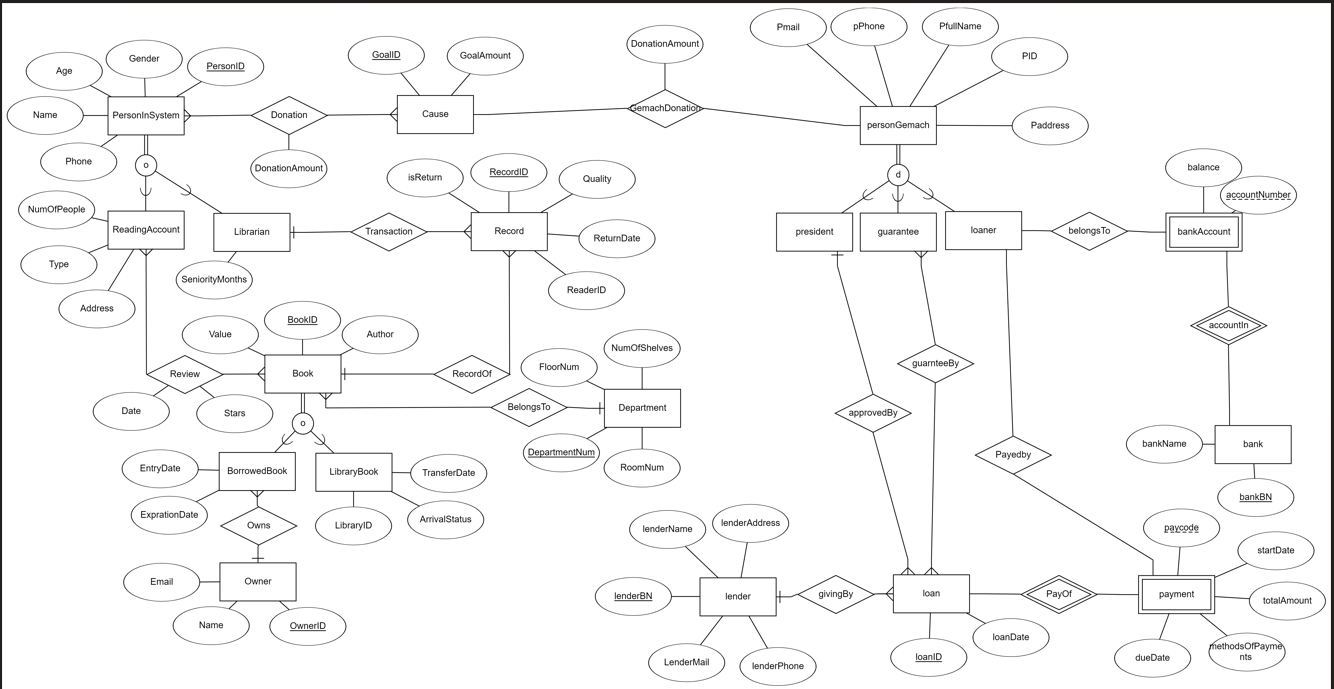 Pmail
pPhone
PfullName
DonationAmount
Gender
GoalID
GoalAmount
PID
Age
PersonID
Name
PersonInSystem
Donation
Cause
GemachDonation
personGemach
Paddress
Phone
o
DonationAmount
d
balance
accountNumber
isReturn
RecordID
Quality
NumOfPeople
ReadingAccount
Librarian
Transaction
Record
ReturnDate
president
guarantee
loaner
belongsTo
bankAccount
Type
SeniorityMonths
ReaderID
Address
Value
BookID
Author
accountIn
Review
Book
RecordOf
FloorNum
NumOfShelves
guarnteeBy
Date
Stars
BelongsTo
Department
approvedBy
o
DepartmentNum
RoomNum
Payedby
bankName
bank
EntryDate
BorrowedBook
LibraryBook
TransferDate
bankBN
ExprationDate
Owns
LibraryID
ArrivalStatus
lenderName
lenderAddress
paycode
startDate
Email
Owner
lenderBN
lender
givingBy
loan
PayOf
payment
totalAmount
Name
OwnerID
loanDate
LenderMail
lenderPhone
loanID
dueDate
methodsOfPayme
nts